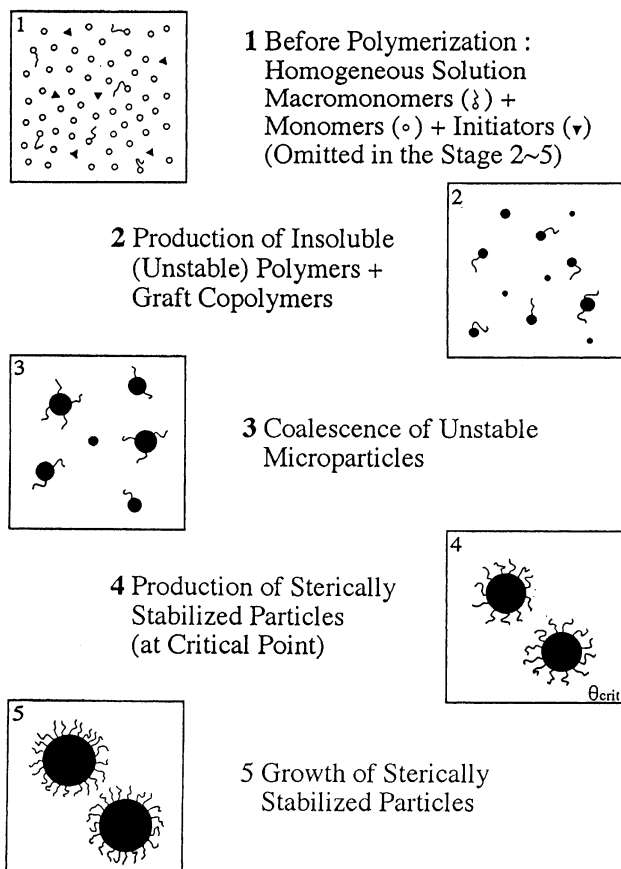 1
1 Before Polymerization :
Homogeneous Solution
Macromonomers (⸾) +
Monomers (○) + Initiators (▼)
(Omitted in the Stage 2~5)
2
2 Production of Insoluble
(Unstable) Polymers +
Graft Copolymers
3
3 Coalescence of Unstable
Microparticles
4
4 Production of Sterically
Stabilized Particles
(at Critical Point)
θcrit
5
5 Growth of Sterically
Stabilized Particles